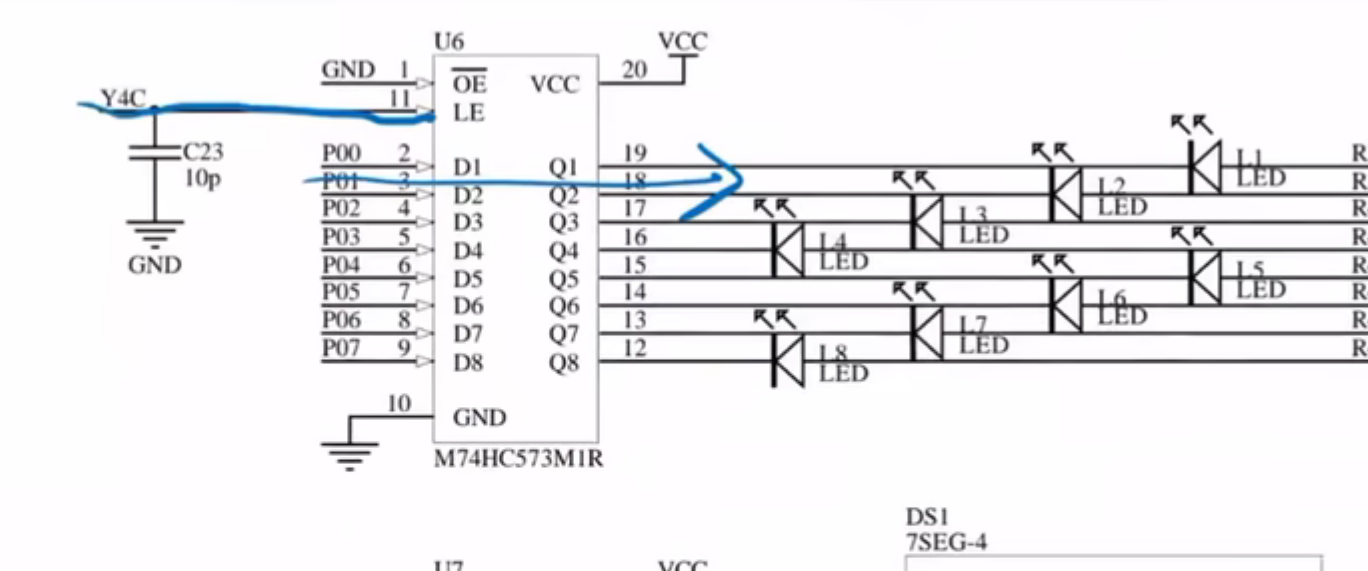 U6
VCC
GND 1 OE VCC 20
Y4C 11 LE
C23
10p
GND
P00 2 D1 Q1 19
P01 3 D2 Q2 18
P02 4 D3 Q3 17
P03 5 D4 Q4 16
P04 6 D5 Q5 15
P05 7 D6 Q6 14
P06 8 D7 Q7 13
P07 9 D8 Q8 12
10 GND
M74HC573M1R
L1
LED
R
L2
LED
R
L3
LED
R
L4
LED
R
L5
LED
R
L6
LED
R
L7
LED
R
L8
LED
R
DS1
7SEG-4
U7
VCC